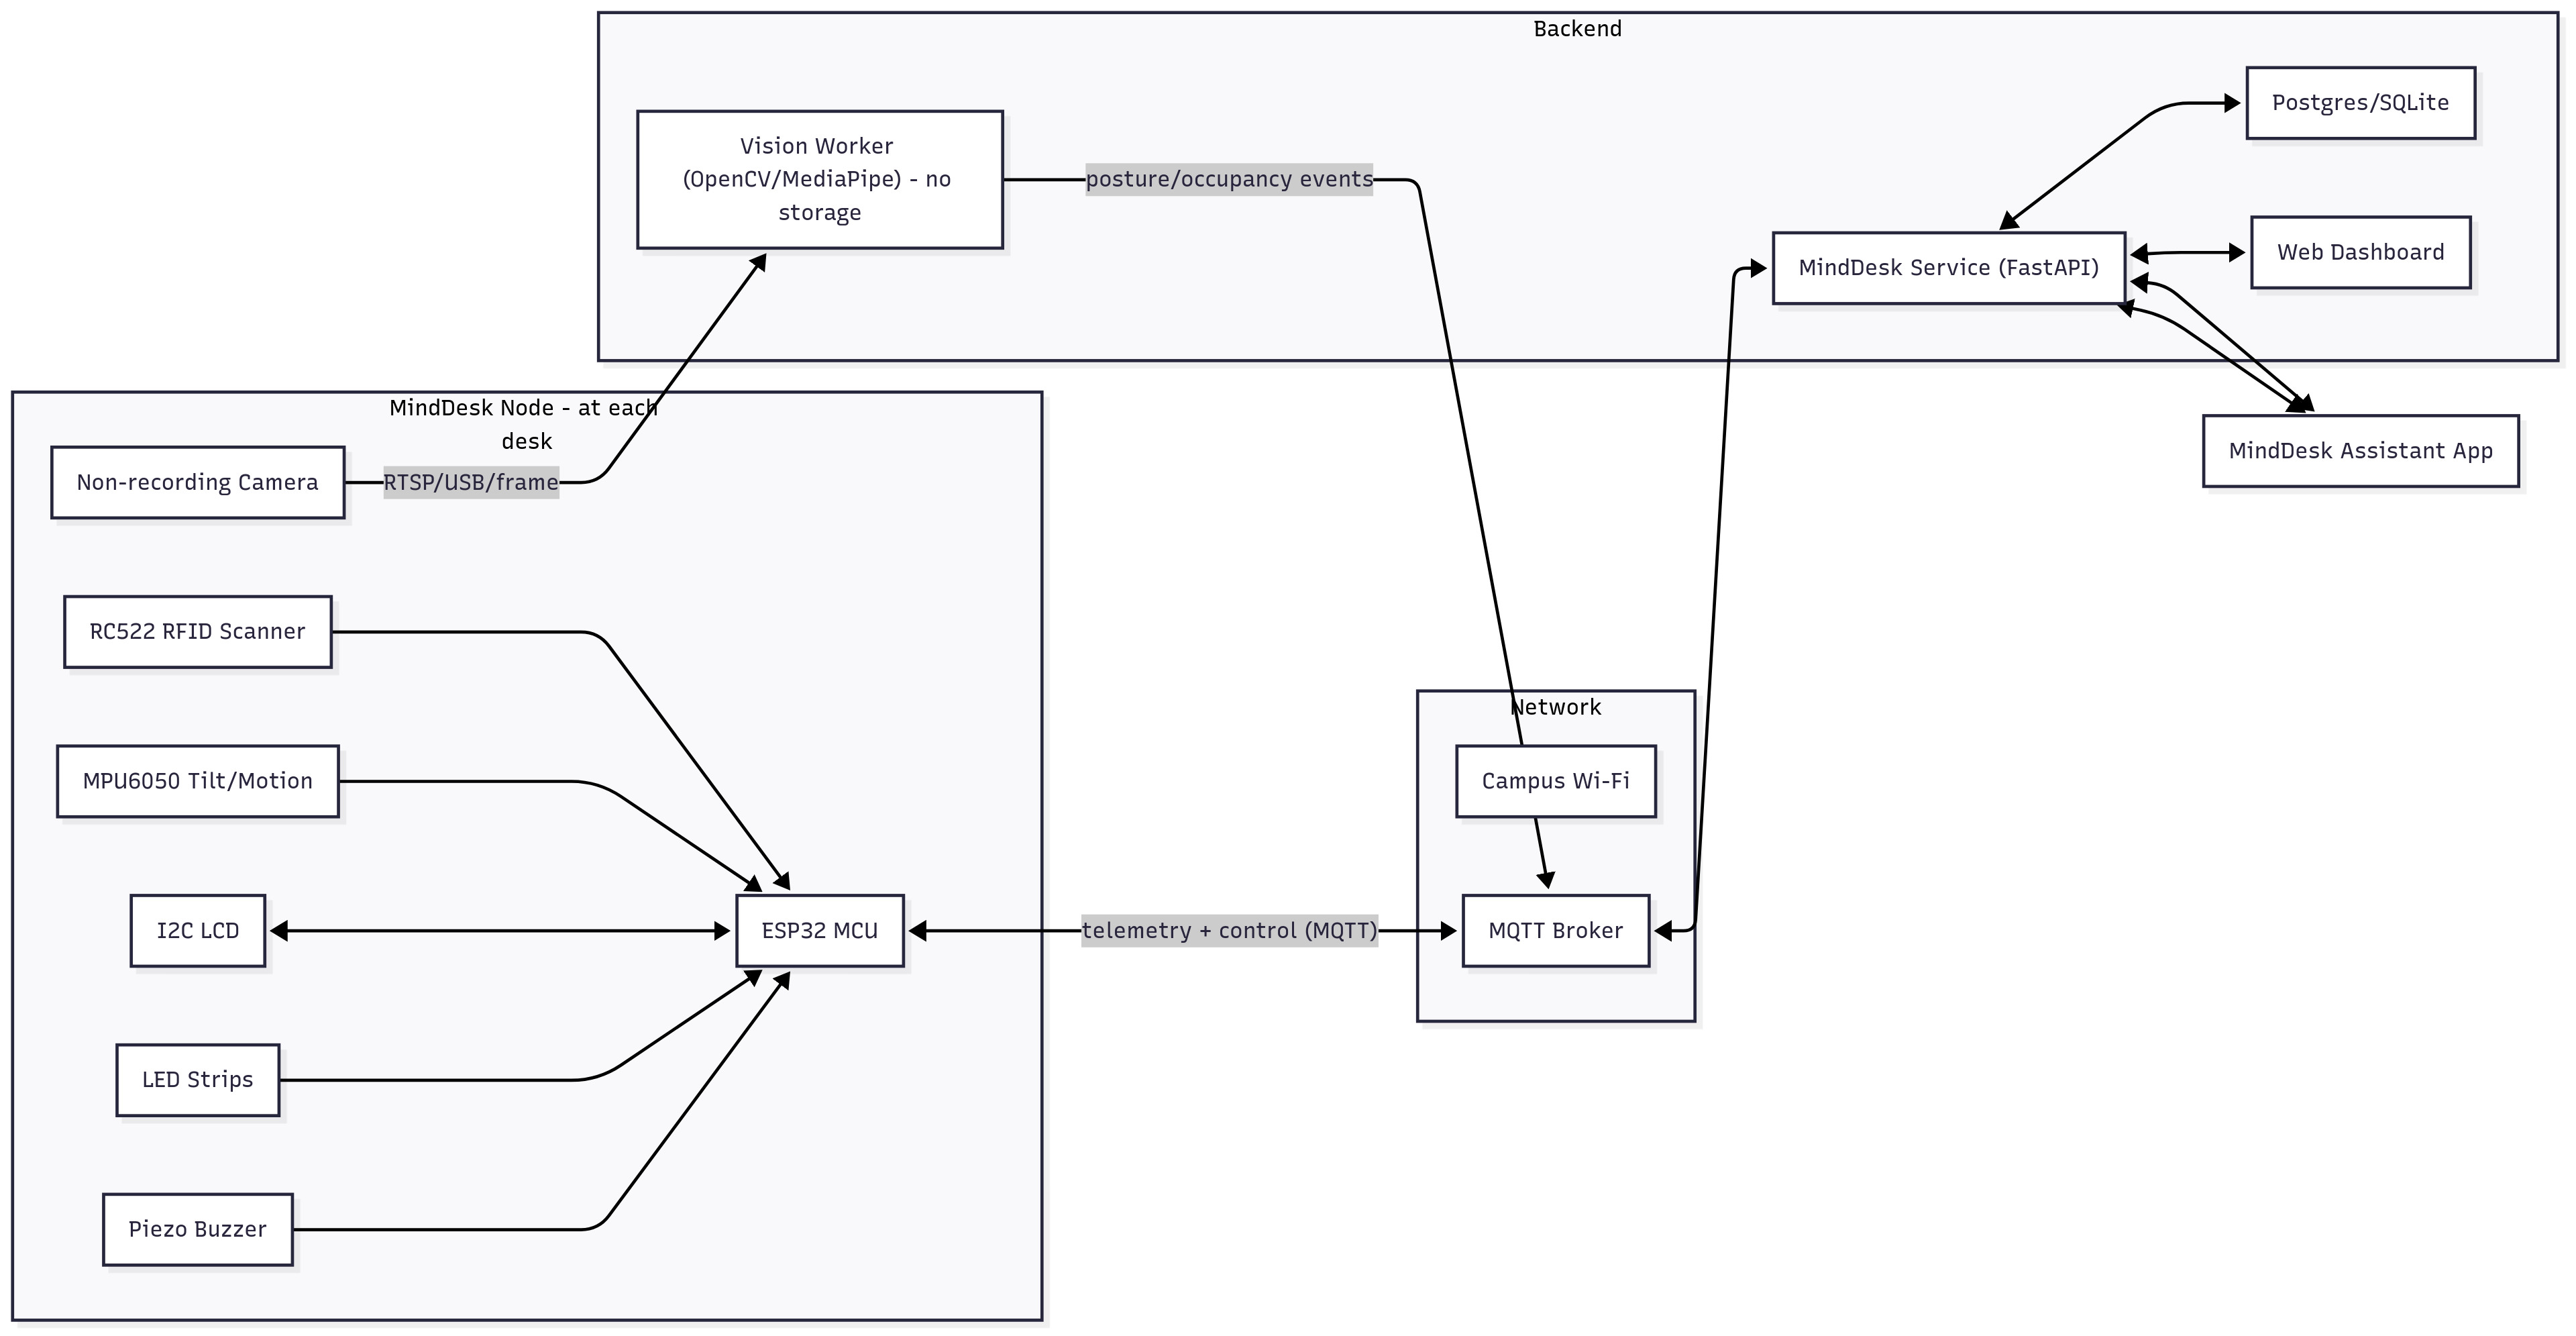 Backend
Postgres/SQLite
Vision Worker
(OpenCV/MediaPipe) - no
storage
posture/occupancy events
MindDesk Service (FastAPI)
Web Dashboard
MindDesk Node - at each
desk
MindDesk Assistant App
Non-recording Camera
RTSP/USB/frame
RC522 RFID Scanner
Network
MPU6050 Tilt/Motion
Campus Wi-Fi
I2C LCD
ESP32 MCU
telemetry + control (MQTT)
MQTT Broker
LED Strips
Piezo Buzzer